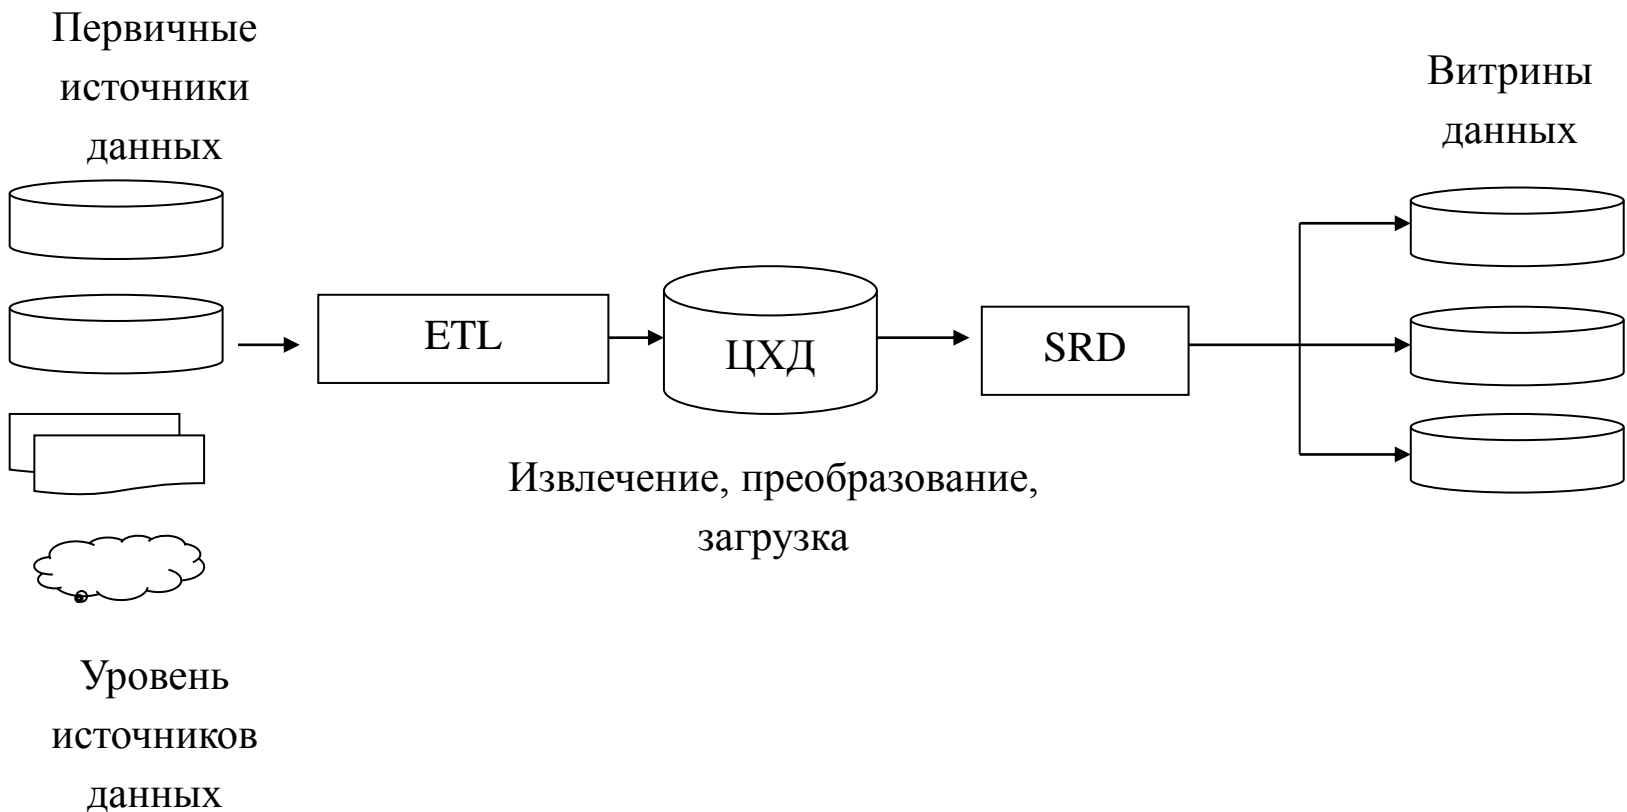 Первичные
источники
данных
Витрины
данных
ETL
ЦХД
SRD
Извлечение, преобразование,
загрузка
Уровень
источников
данных